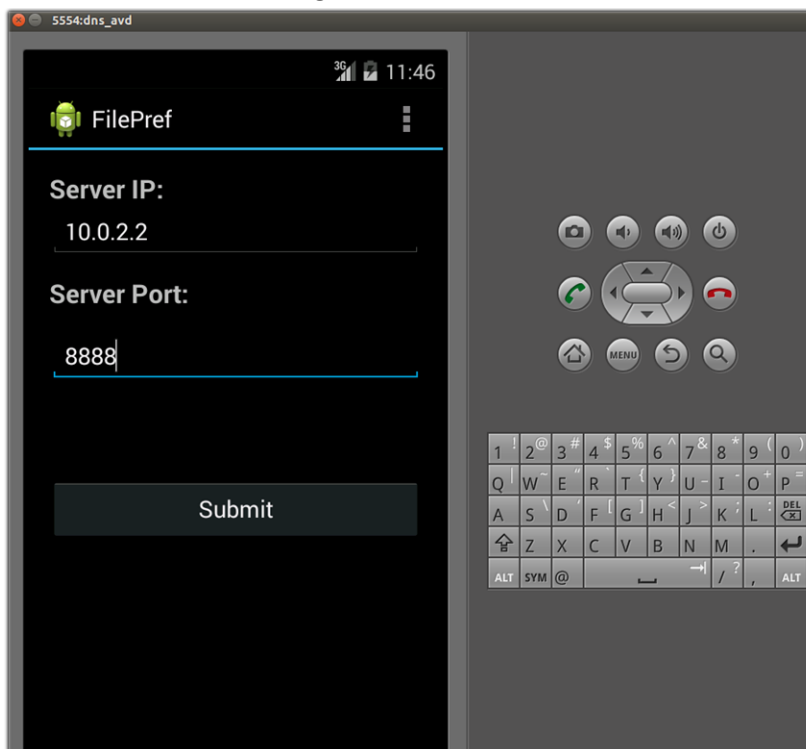 5554:dns_avd
3G 11:46
FilePref
Server IP:
10.0.2.2
Server Port:
8888
Submit
MENU
1 ! 2 @ 3 # 4 $ 5 % 6 ^ 7 & 8 * 9 ( 0 )
Q | W ~ E " R ` T { Y } U - I - O + P =
A S \ D ' F [ G ] H < J > K ; L : DEL
Z X C V B N M .
ALT SYM @ / ? , ALT